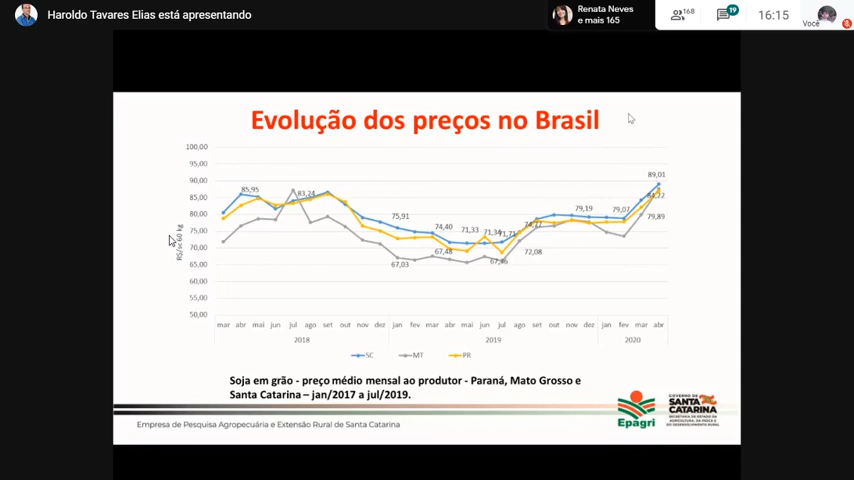 Haroldo Tavares Elias está apresentando
Renata Neves
e mais 165
168
19
16:15
Você
Evolução dos preços no Brasil
100,00
95,00
90,00
85,00
80,00
75,00
70,00
65,00
60,00
55,00
50,00
R$/sc 60 kg
85,95
83,24
75,91
67,03
74,40
67,48
71,33
71,34
71,71
72,08
79,19
79,07
89,01
79,89
mar abr mai jun jul ago set out nov dez jan fev mar abr mai jun jul ago set out nov dez jan fev mar abr
2018 2019 2020
SC MT PR
Soja em grão - preço médio mensal ao produtor - Paraná, Mato Grosso e
Santa Catarina – jan/2017 a jul/2019.
Empresa de Pesquisa Agropecuária e Extensão Rural de Santa Catarina
Epagri
GOVERNO DE
SANTA
CATARINA
SECRETARIA DE ESTADO DA
AGRICULTURA, DA PESCA E
DO DESENVOLVIMENTO RURAL